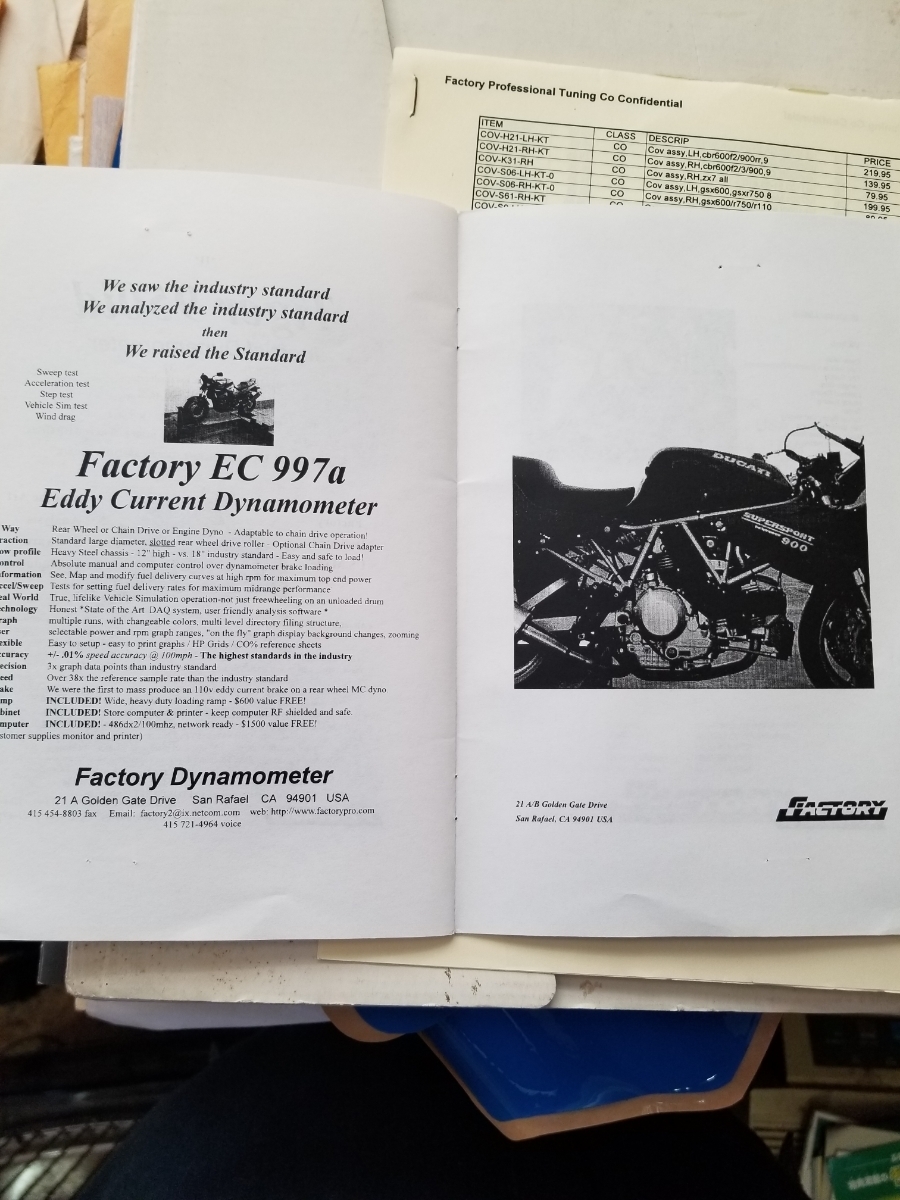 Factory Professional Tuning Co Confidential
ITEM CLASS DESCRIP PRICE
COV-H21-LH-KT CO Cov assy,LH,cbr600f2/900rr,9 219.95
COV-H21-RH-KT CO Cov assy,RH,cbr600f2/3/900,9 139.95
COV-K31-RH CO Cov assy,RH,zx7 all 79.95
COV-S06-LH-KT-0 CO Cov assy,LH,gsx600,gsxr750 8 199.95
COV-S06-RH-KT-0 CO Cov assy,RH,gsx600/r750/r110
COV-S61-RH-KT CO
We saw the industry standard
We analyzed the industry standard
then
We raised the Standard
Sweep test
Acceleration test
Step test
Vehicle Sim test
Wind drag
Factory EC 997a
Eddy Current Dynamometer
Way Rear Wheel or Chain Drive or Engine Dyno - Adaptable to chain drive operation!
raction Standard large diameter, slotted rear wheel drive roller - Optional Chain Drive adapter
ow profile Heavy Steel chassis - 12" high - vs. 18" industry standard - Easy and safe to load!
ontrol Absolute manual and computer control over dynamometer brake loading
formation See, Map and modify fuel delivery curves at high rpm for maximum top end power
ccel/Sweep Tests for setting fuel delivery rates for maximum midrange performance
eal World True, lifelike Vehicle Simulation operation-not just freewheeling on an unloaded drum
echnology Honest *State of the Art DAQ system, user friendly analysis software *
raph multiple runs, with changeable colors, multi level directory filing structure,
ser selectable power and rpm graph ranges, "on the fly" graph display background changes, zooming
exible Easy to setup - easy to print graphs / HP Grids / CO% reference sheets
ccuracy +/- .01% speed accuracy @ 100mph - The highest standards in the industry
ecision 3x graph data points than industry standard
eed Over 38x the reference sample rate than the industry standard
ake We were the first to mass produce an 110v eddy current brake on a rear wheel MC dyno
mp INCLUDED! Wide, heavy duty loading ramp - $600 value FREE!
binet INCLUDED! Store computer & printer - keep computer RF shielded and safe.
mputer INCLUDED! - 486dx2/100mhz, network ready - $1500 value FREE!
stomer supplies monitor and printer)
Factory Dynamometer
21 A Golden Gate Drive San Rafael CA 94901 USA
415 454-8803 fax Email: factory2@ix.netcom.com web: http://www.factorypro.com
415 721-4964 voice
DUCATI
SUPERSPORT
900
21 A/B Golden Gate Drive
San Rafael, CA 94901 USA
FACTORY